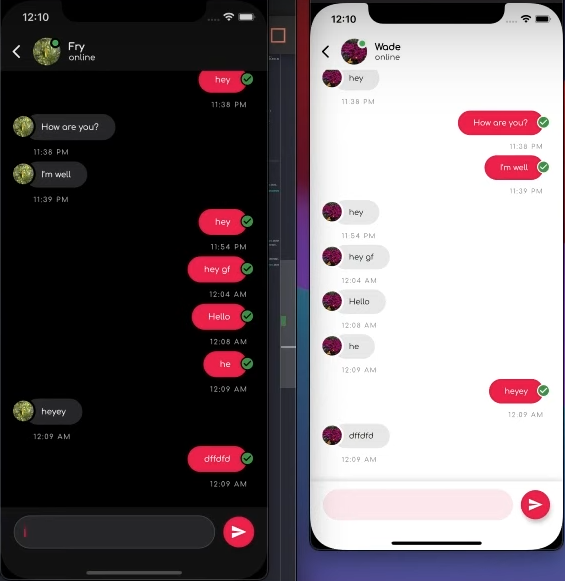 12:10
Fry
online
hey
11:38 PM
How are you?
11:38 PM
I'm well
11:39 PM
hey
11:54 PM
hey gf
12:04 AM
Hello
12:08 AM
he
12:09 AM
heyey
12:09 AM
dffdfd
12:09 AM
12:10
Wade
online
hey
11:38 PM
How are you?
11:38 PM
I'm well
11:39 PM
hey
11:54 PM
hey gf
12:04 AM
Hello
12:08 AM
he
12:09 AM
heyey
12:09 AM
dffdfd
12:09 AM